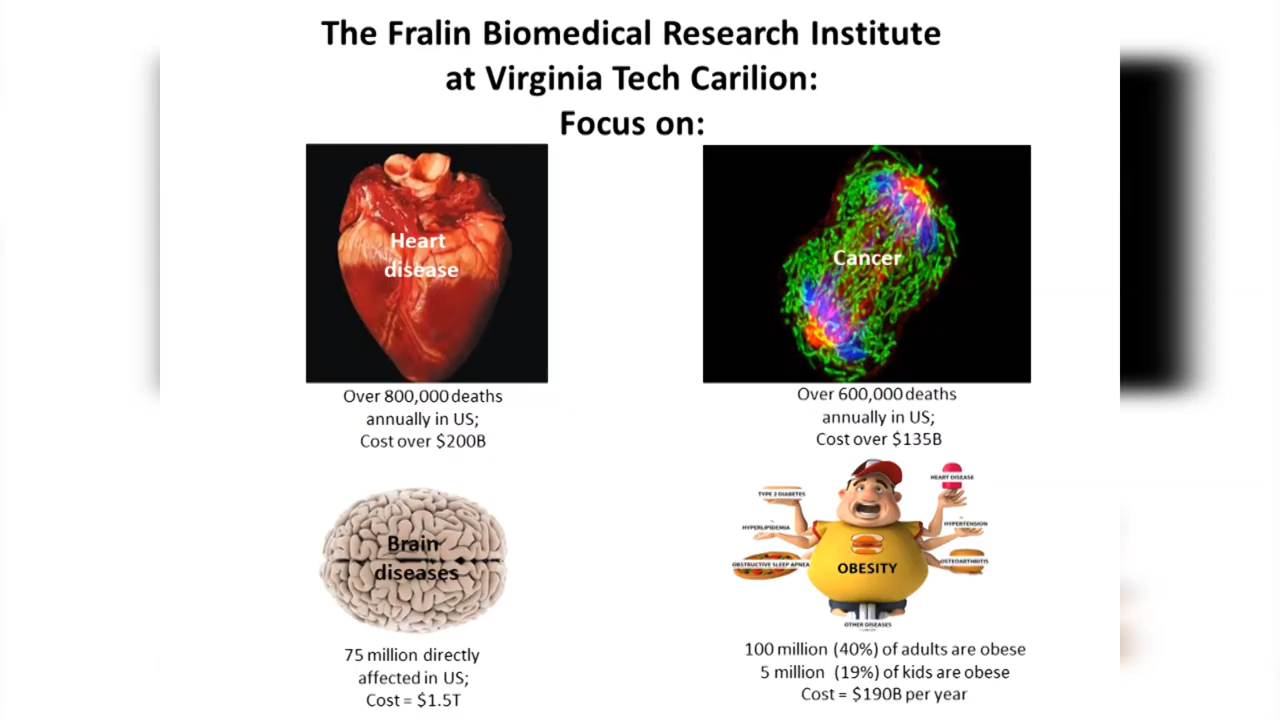 The Fralin Biomedical Research Institute
at Virginia Tech Carilion:
Focus on:
Heart
disease
Over 800,000 deaths
annually in US;
Cost over $200B
Cancer
Over 600,000 deaths
annually in US;
Cost over $135B
Brain
diseases
75 million directly
affected in US;
Cost = $1.5T
TYPE 2 DIABETES
HEART DISEASE
HYPERLIPIDEMIA
HYPERTENSION
OBSTRUCTIVE SLEEP APNEA
OSTEOARTHRITIS
OBESITY
OTHER DISEASES
100 million (40%) of adults are obese
5 million (19%) of kids are obese
Cost = $190B per year